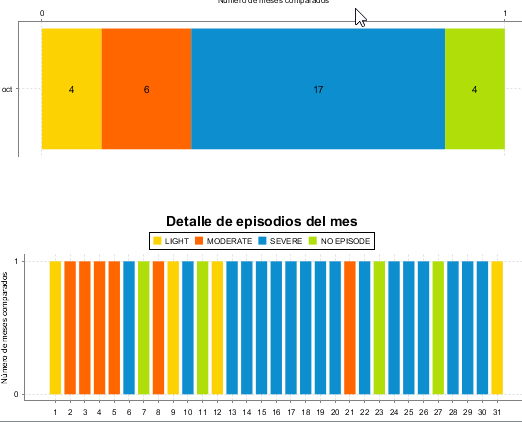 Número de meses comparados
0 1
oct 4 6 17 4
Detalle de episodios del mes
LIGHT MODERATE SEVERE NO EPISODE
Número de meses comparados
1
0
1 2 3 4 5 6 7 8 9 10 11 12 13 14 15 16 17 18 19 20 21 22 23 24 25 26 27 28 29 30 31